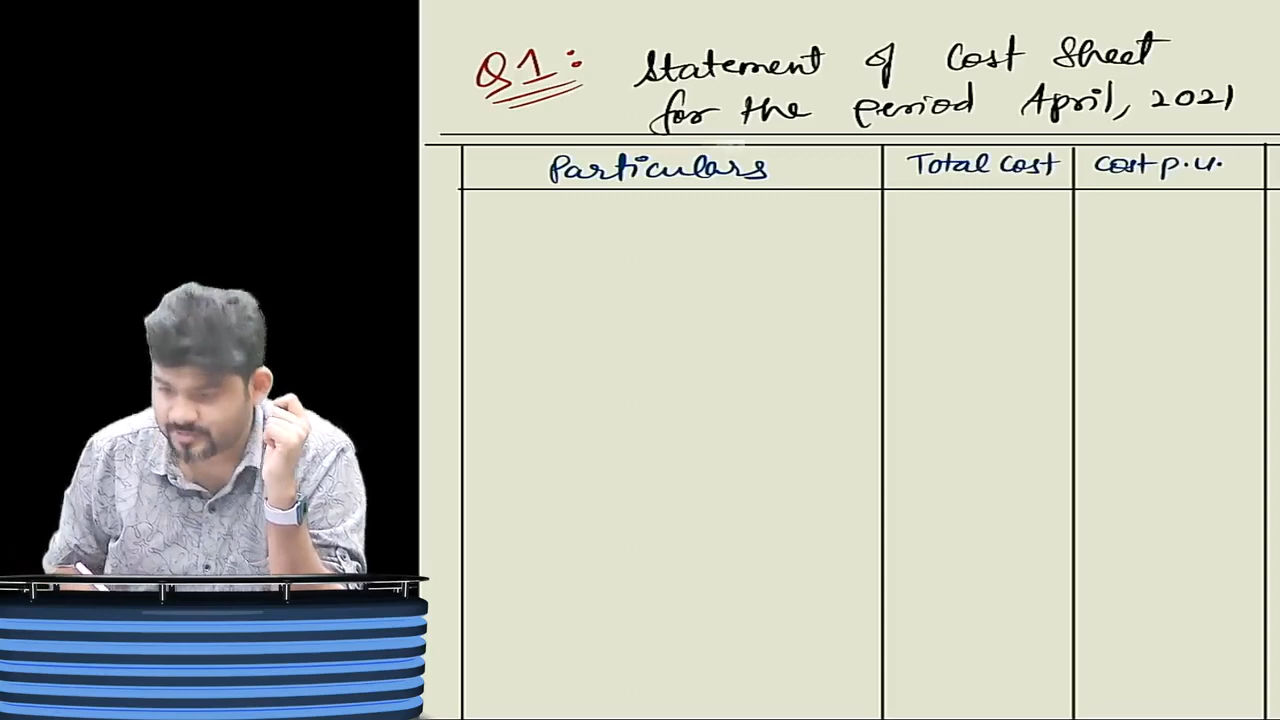 Q1:
Statement of Cost Sheet
for the period April, 2021
Particulars
Total Cost
Cost p.u.